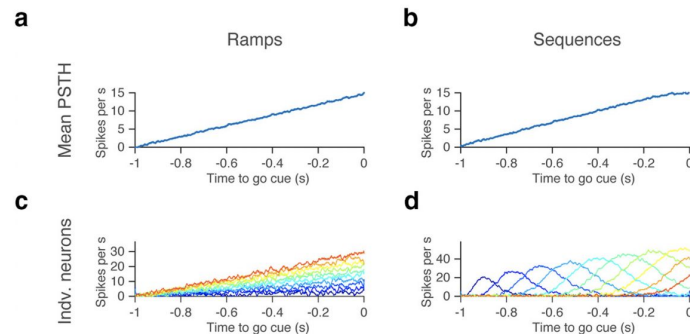 a
b
Ramps
Sequences
Mean PSTH
Spikes per s
15
10
5
0
-1 -0.8 -0.6 -0.4 -0.2 0
Time to go cue (s)
Spikes per s
15
10
5
0
-1 -0.8 -0.6 -0.4 -0.2 0
Time to go cue (s)
c
d
Indv. neurons
Spikes per s
30
20
10
0
-1 -0.8 -0.6 -0.4 -0.2 0
Time to go cue (s)
Spikes per s
40
20
0
-1 -0.8 -0.6 -0.4 -0.2 0
Time to go cue (s)